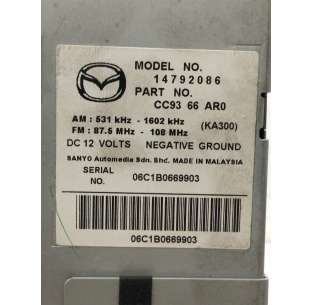 MODEL NO.
14792086
PART NO.
CC93 66 AR0
AM : 531 kHz - 1602 kHz
FM : 87.5 MHz - 108 MHz
(KA300)
DC 12 VOLTS NEGATIVE GROUND
SANYO Automedia Sdn. Bhd. MADE IN MALAYSIA
SERIAL
NO.
06C1B0669903
06C1B0669903